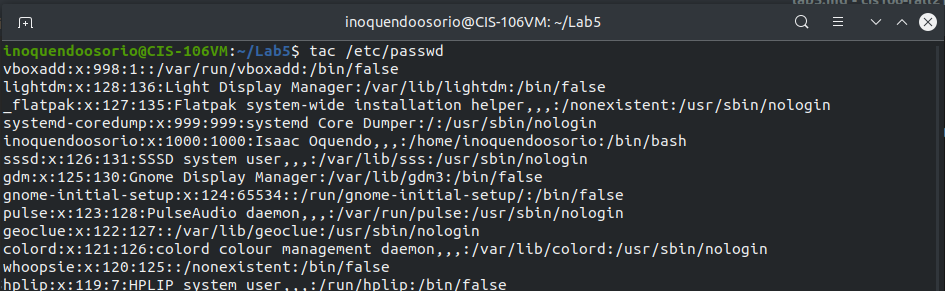 inoquendoosorio@CIS-106VM: ~/Lab5
inoquendoosorio@CIS-106VM:~/Lab5$ tac /etc/passwd
vboxadd:x:998:1::/var/run/vboxadd:/bin/false
lightdm:x:128:136:Light Display Manager:/var/lib/lightdm:/bin/false
_flatpak:x:127:135:Flatpak system-wide installation helper,,,:/nonexistent:/usr/sbin/nologin
systemd-coredump:x:999:999:systemd Core Dumper:/:/usr/sbin/nologin
inoquendoosorio:x:1000:1000:Isaac Oquendo,,,:/home/inoquendoosorio:/bin/bash
sssd:x:126:131:SSSD system user,,,:/var/lib/sss:/usr/sbin/nologin
gdm:x:125:130:Gnome Display Manager:/var/lib/gdm3:/bin/false
gnome-initial-setup:x:124:65534::/run/gnome-initial-setup/:/bin/false
pulse:x:123:128:PulseAudio daemon,,,:/var/run/pulse:/usr/sbin/nologin
geoclue:x:122:127::/var/lib/geoclue:/usr/sbin/nologin
colord:x:121:126:colord colour management daemon,,,:/var/lib/colord:/usr/sbin/nologin
whoopsie:x:120:125::/nonexistent:/bin/false
hplip:x:119:7:HPLIP system user,,,:/run/hplip:/bin/false